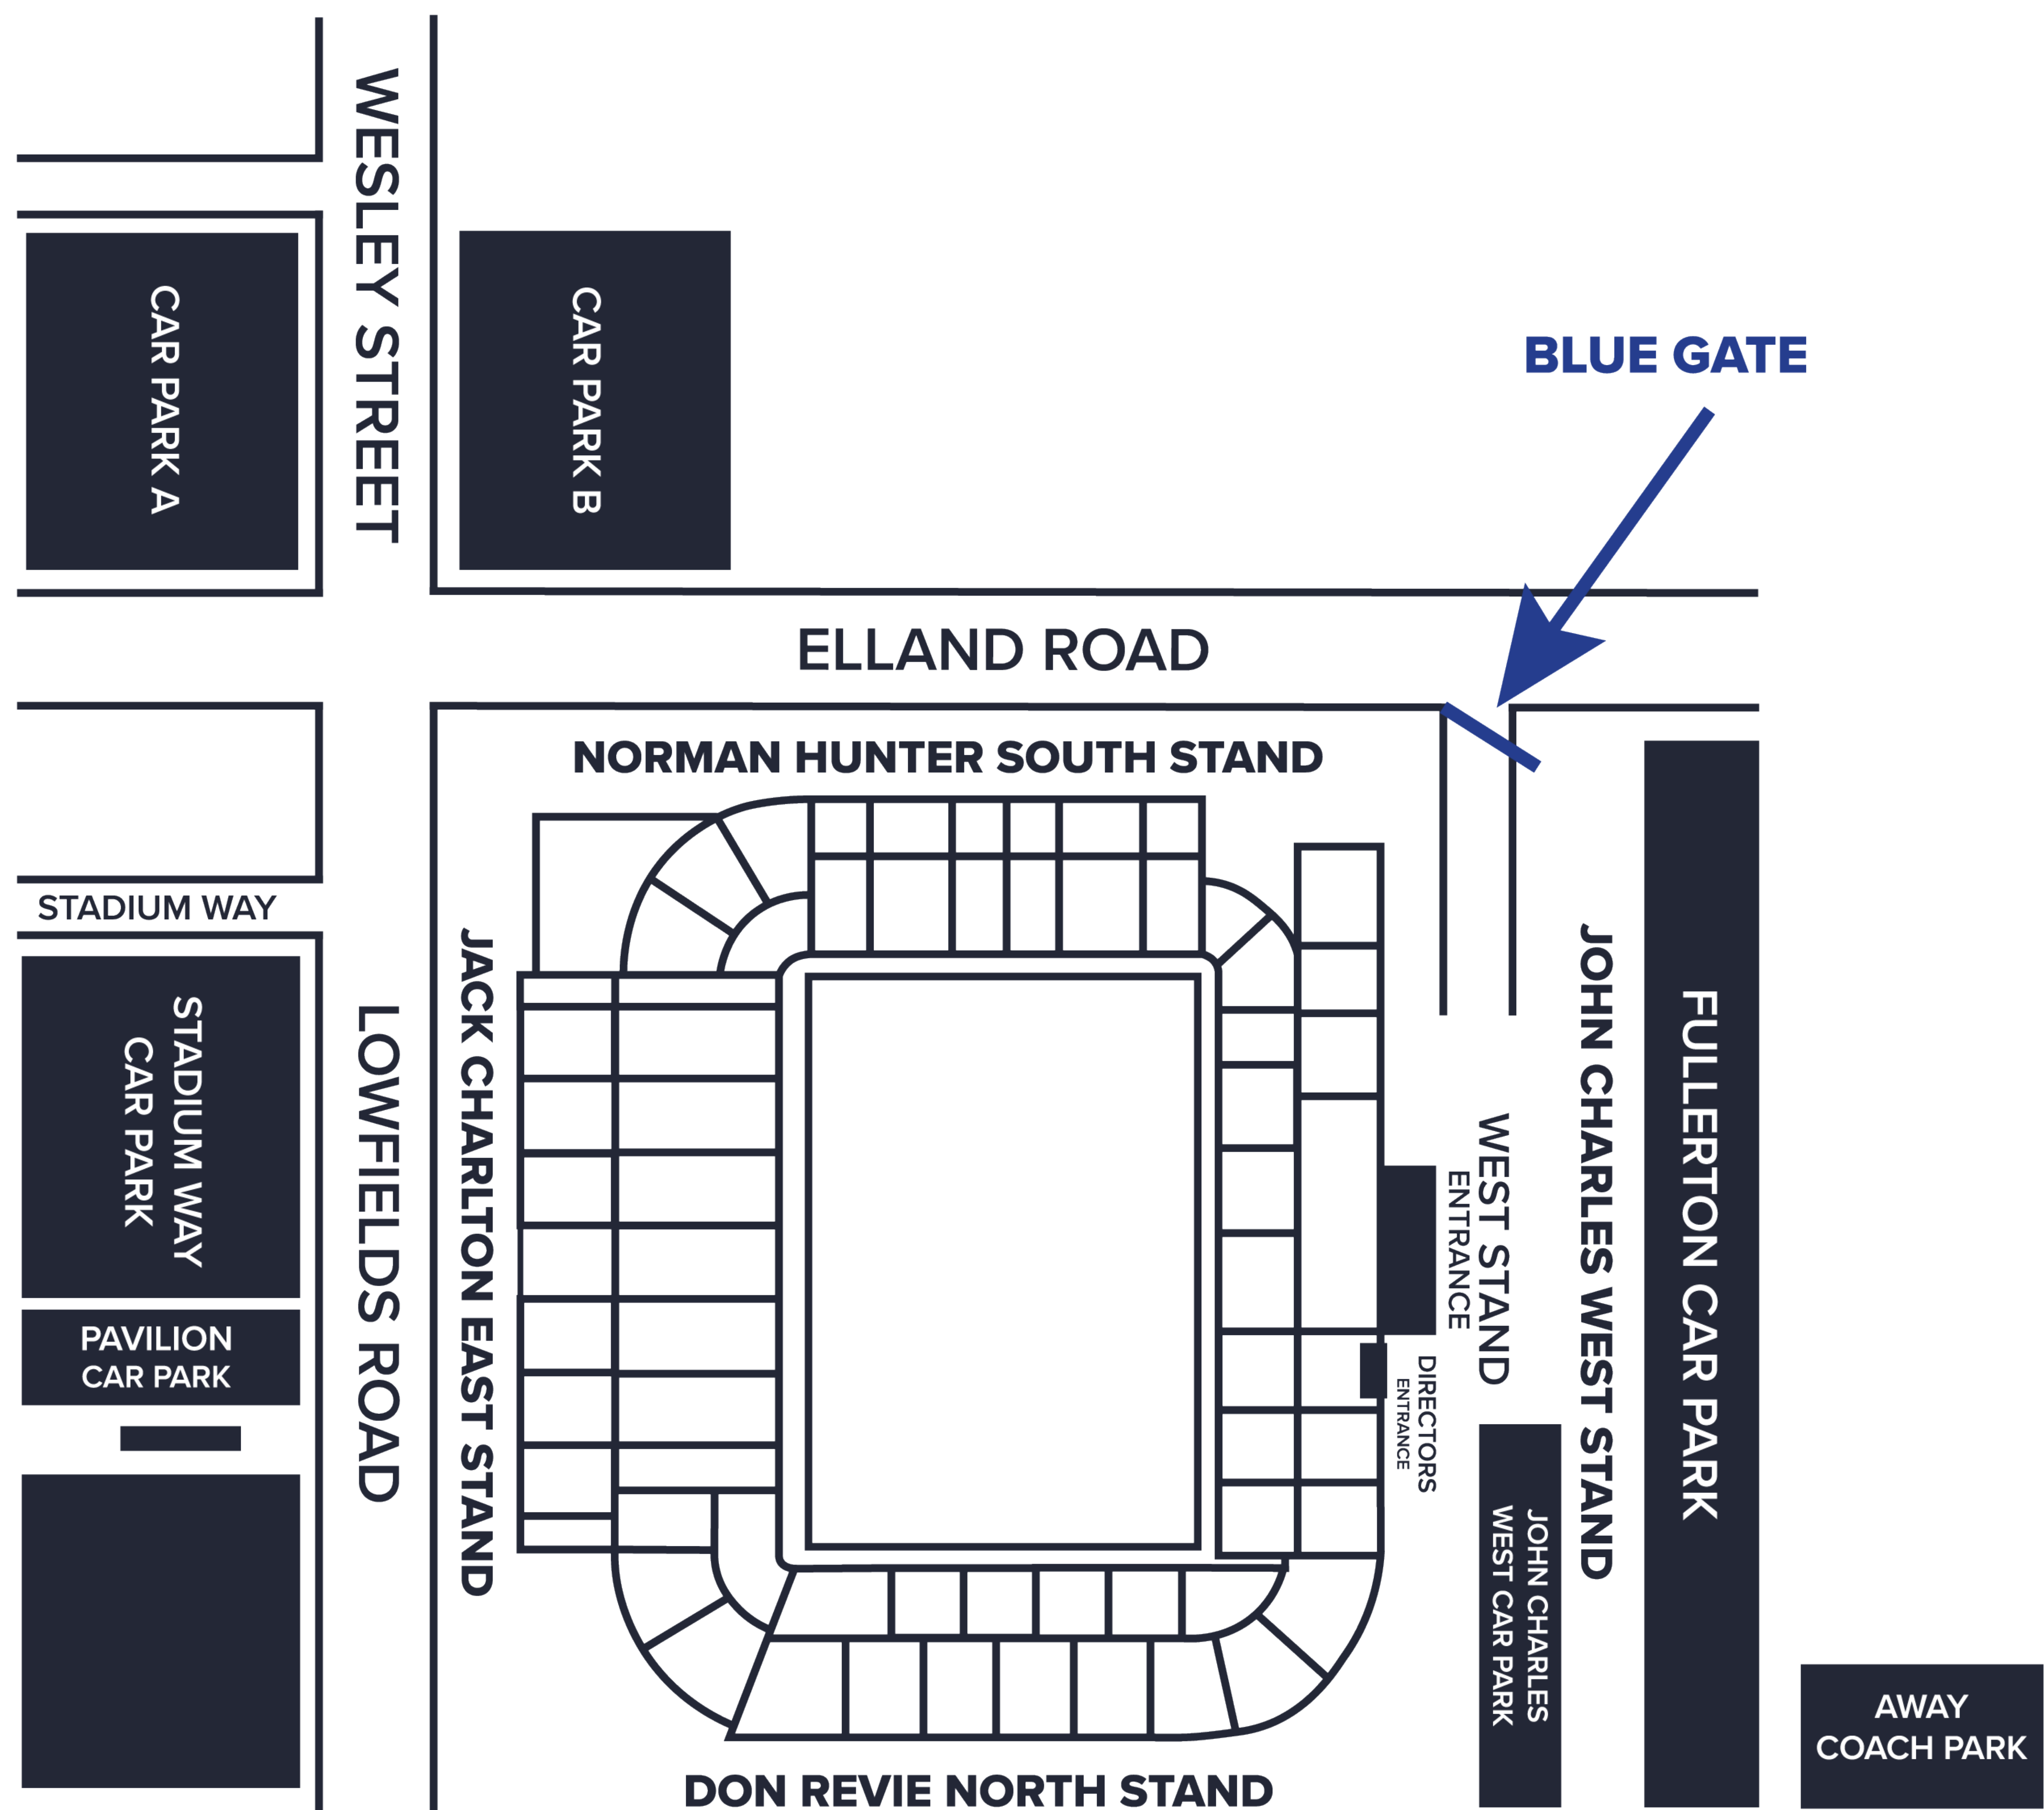 WESLEY STREET
CAR PARK A
CAR PARK B
BLUE GATE
ELLAND ROAD
NORMAN HUNTER SOUTH STAND
STADIUM WAY
STADIUM WAY
CAR PARK
PAVILION
CAR PARK
LOWFIELDS ROAD
JACK CHARLTON EAST STAND
WEST STAND
ENTRANCE
DIRECTORS
ENTRANCE
JOHN CHARLES WEST STAND
JOHN CHARLES
WEST CAR PARK
FULLERTON CAR PARK
AWAY
COACH PARK
DON REVIE NORTH STAND